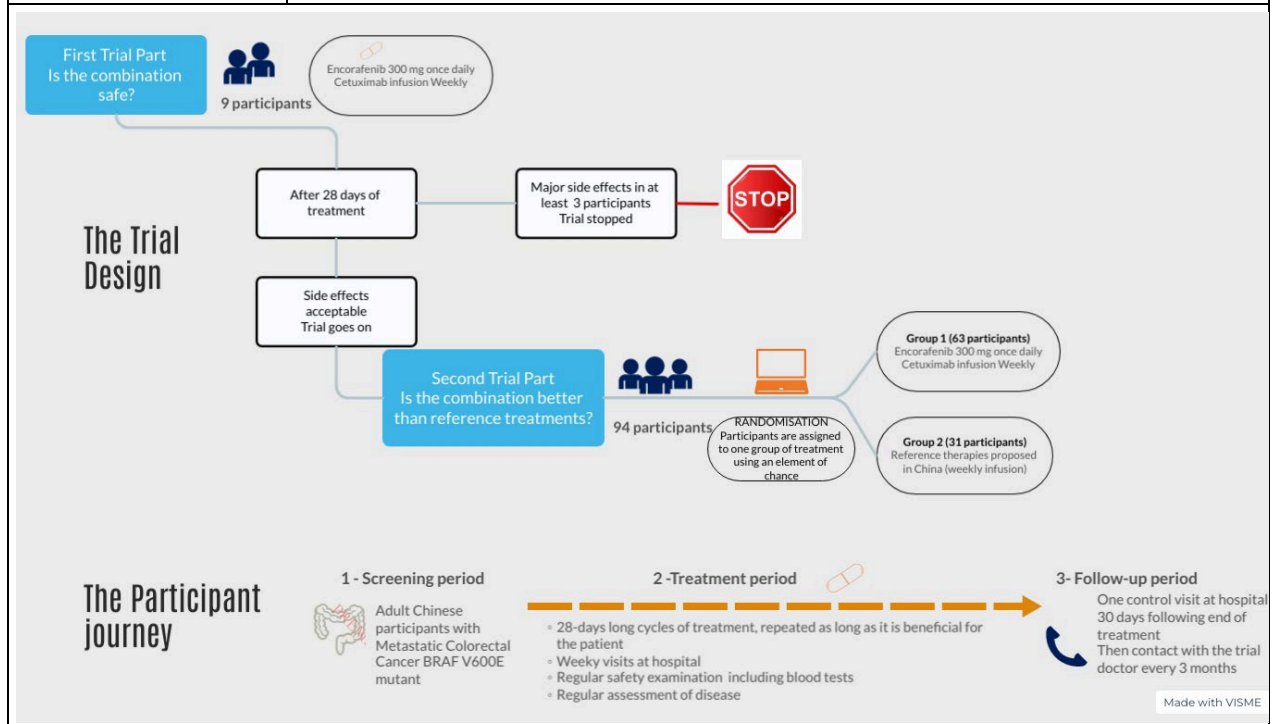 First Trial Part
Is the combination
safe?
9 participants
Encorafenib 300 mg once daily
Cetuximab infusion Weekly
After 28 days of
treatment
Major side effects in at
least 3 participants
Trial stopped
STOP
The Trial
Design
Side effects
acceptable
Trial goes on
Second Trial Part
Is the combination better
than reference treatments?
94 participants
RANDOMISATION
Participants are assigned
to one group of treatment
using an element of
chance
Group 1 (63 participants)
Encorafenib 300 mg once daily
Cetuximab infusion Weekly
Group 2 (31 participants)
Reference therapies proposed
in China (weekly infusion)
The Participant
journey
1 - Screening period
Adult Chinese
participants with
Metastatic Colorectal
Cancer BRAF V600E
mutant
2 -Treatment period
◦ 28-days long cycles of treatment, repeated as long as it is beneficial for
the patient
◦ Weeky visits at hospital
◦ Regular safety examination including blood tests
◦ Regular assessment of disease
3- Follow-up period
One control visit at hospital
30 days following end of
treatment
Then contact with the trial
doctor every 3 months
Made with VISME